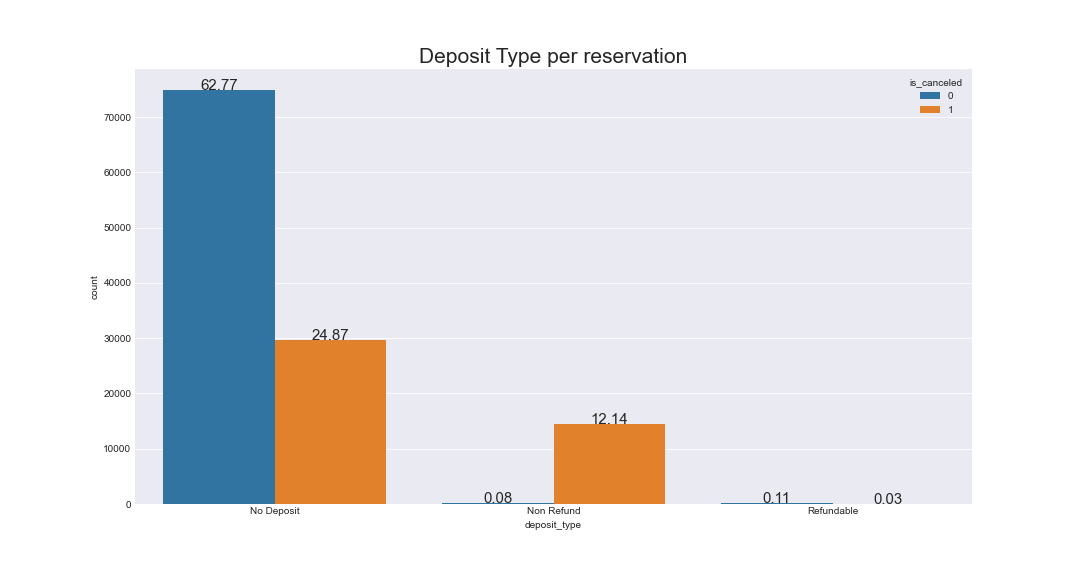 Deposit Type per reservation
62.77
is_canceled
0
1
70000
60000
50000
40000
30000
20000
10000
0
count
24.87
12.14
0.08
0.11
0.03
No Deposit
Non Refund
Refundable
deposit_type